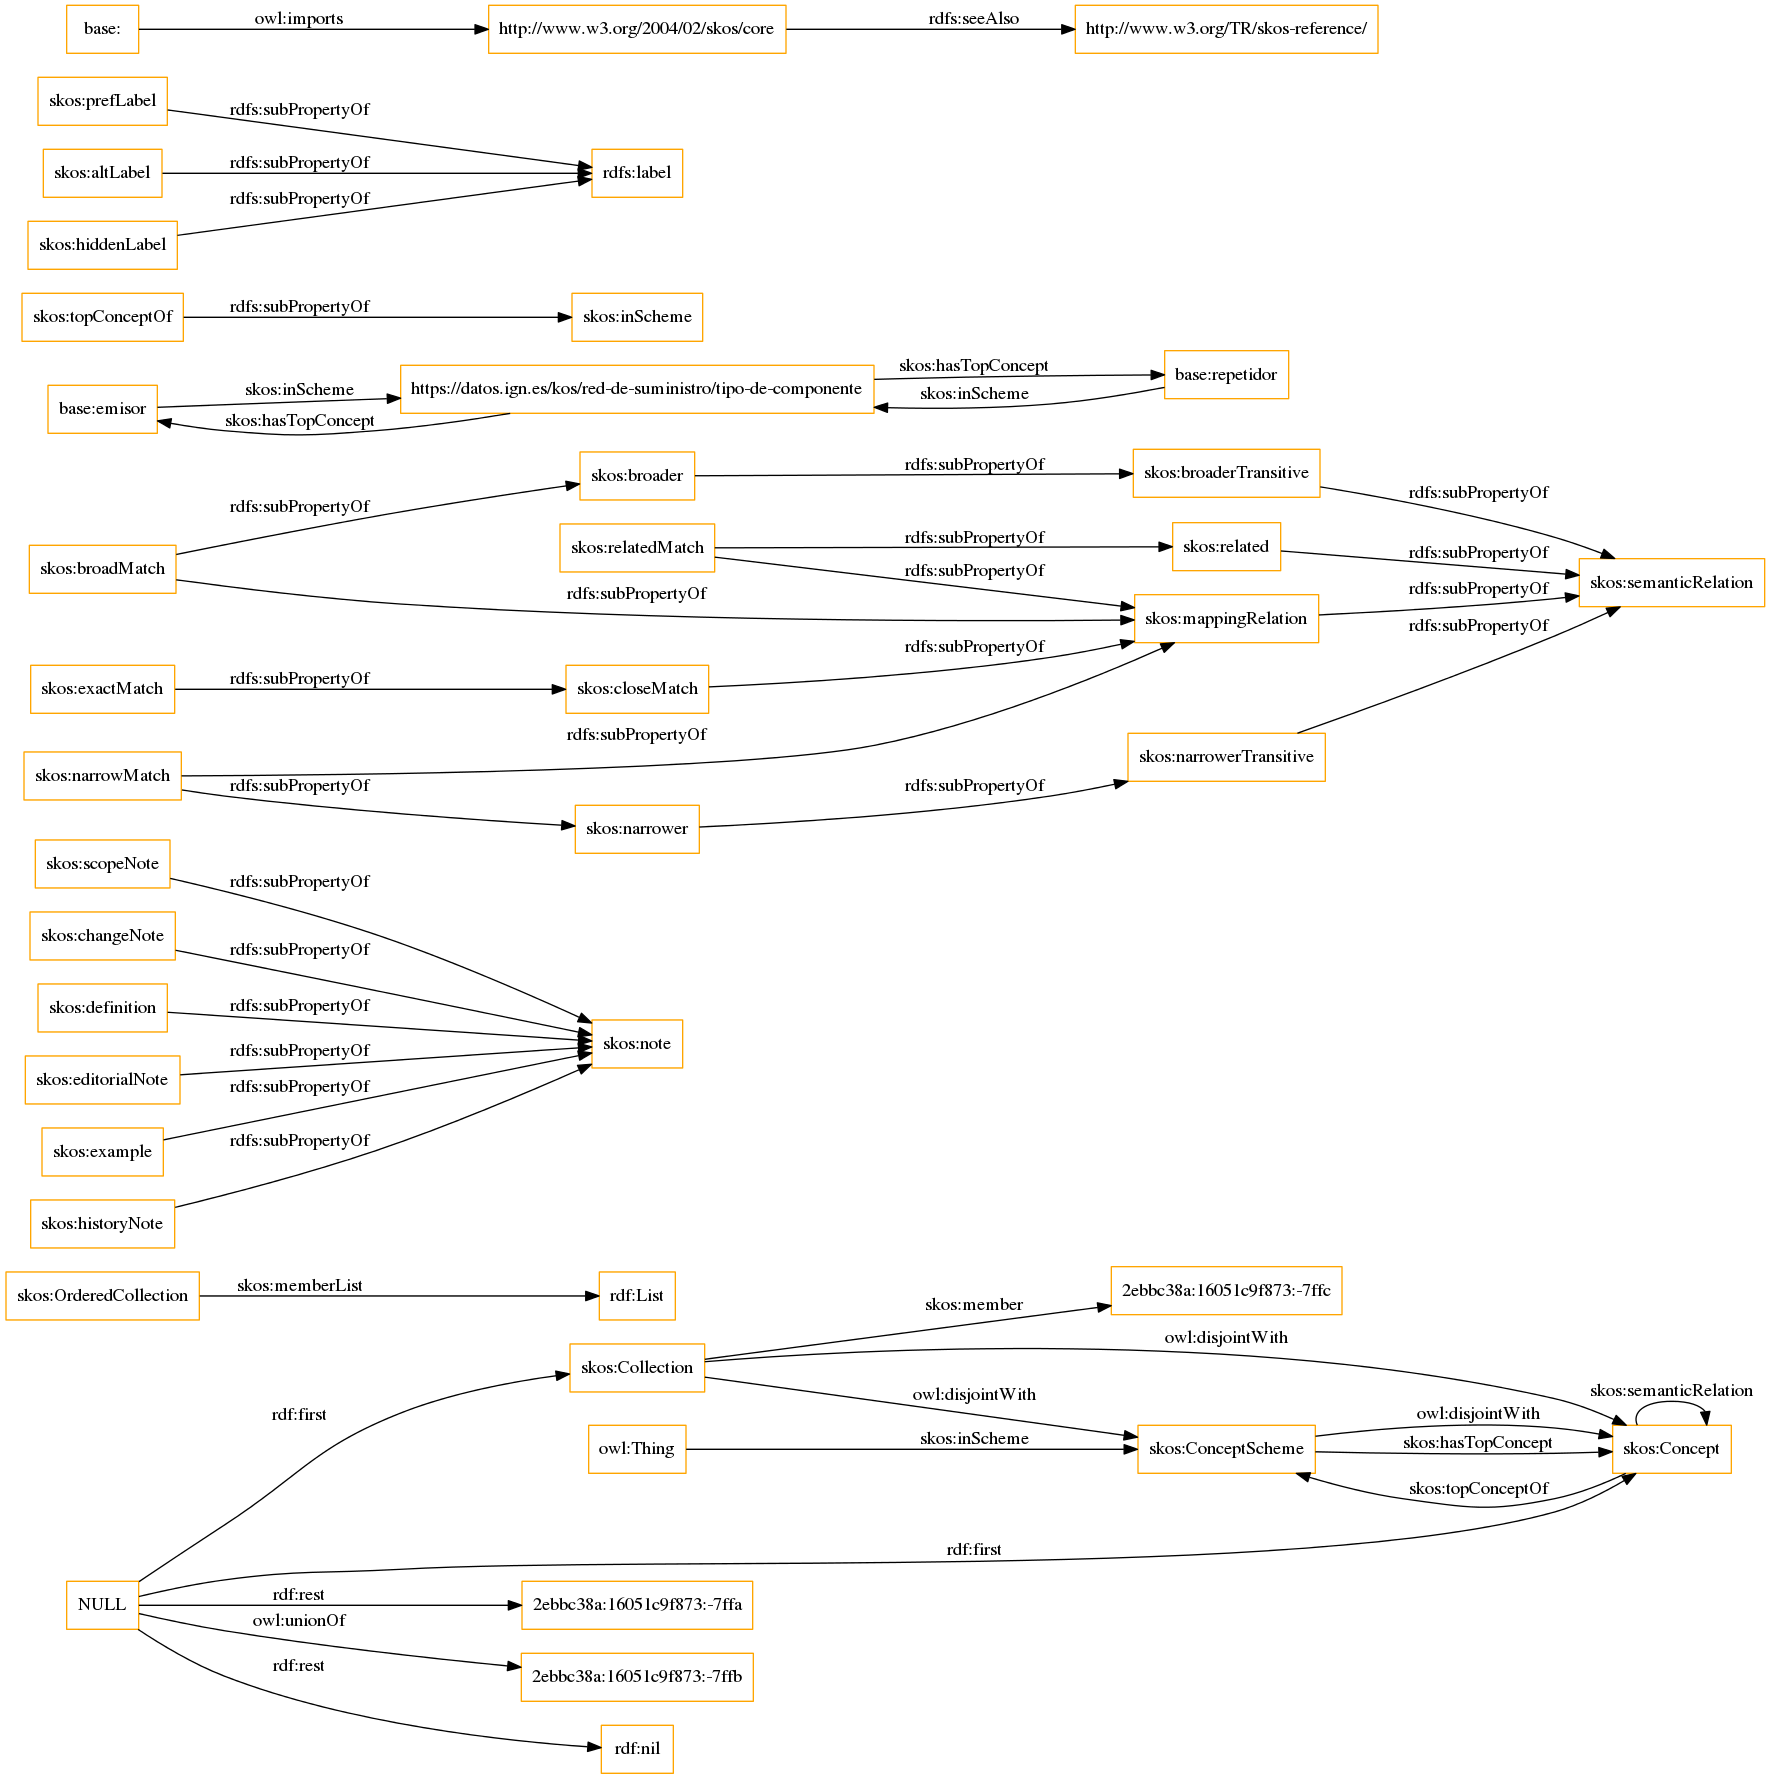 base:
owl:imports
http://www.w3.org/2004/02/skos/core
rdfs:seeAlso
http://www.w3.org/TR/skos-reference/
skos:prefLabel
rdfs:subPropertyOf
skos:altLabel
rdfs:subPropertyOf
rdfs:label
skos:hiddenLabel
rdfs:subPropertyOf
skos:topConceptOf
rdfs:subPropertyOf
skos:inScheme
base:emisor
skos:inScheme
skos:hasTopConcept
https://datos.ign.es/kos/red-de-suministro/tipo-de-componente
skos:hasTopConcept
skos:inScheme
base:repetidor
skos:broadMatch
rdfs:subPropertyOf
skos:broader
rdfs:subPropertyOf
skos:broaderTransitive
rdfs:subPropertyOf
skos:relatedMatch
rdfs:subPropertyOf
skos:related
rdfs:subPropertyOf
skos:semanticRelation
rdfs:subPropertyOf
rdfs:subPropertyOf
skos:mappingRelation
rdfs:subPropertyOf
skos:exactMatch
rdfs:subPropertyOf
skos:closeMatch
rdfs:subPropertyOf
rdfs:subPropertyOf
skos:narrowMatch
rdfs:subPropertyOf
rdfs:subPropertyOf
skos:narrower
rdfs:subPropertyOf
skos:narrowerTransitive
skos:scopeNote
rdfs:subPropertyOf
skos:changeNote
rdfs:subPropertyOf
skos:definition
rdfs:subPropertyOf
skos:note
skos:editorialNote
rdfs:subPropertyOf
skos:example
rdfs:subPropertyOf
skos:historyNote
rdfs:subPropertyOf
skos:OrderedCollection
skos:memberList
rdf:List
skos:Collection
skos:member
2ebbc38a:16051c9f873:-7ffc
owl:disjointWith
owl:disjointWith
skos:semanticRelation
owl:Thing
skos:inScheme
skos:ConceptScheme
owl:disjointWith
skos:hasTopConcept
skos:Concept
skos:topConceptOf
rdf:first
rdf:first
NULL
rdf:rest
2ebbc38a:16051c9f873:-7ffa
owl:unionOf
2ebbc38a:16051c9f873:-7ffb
rdf:rest
rdf:nil